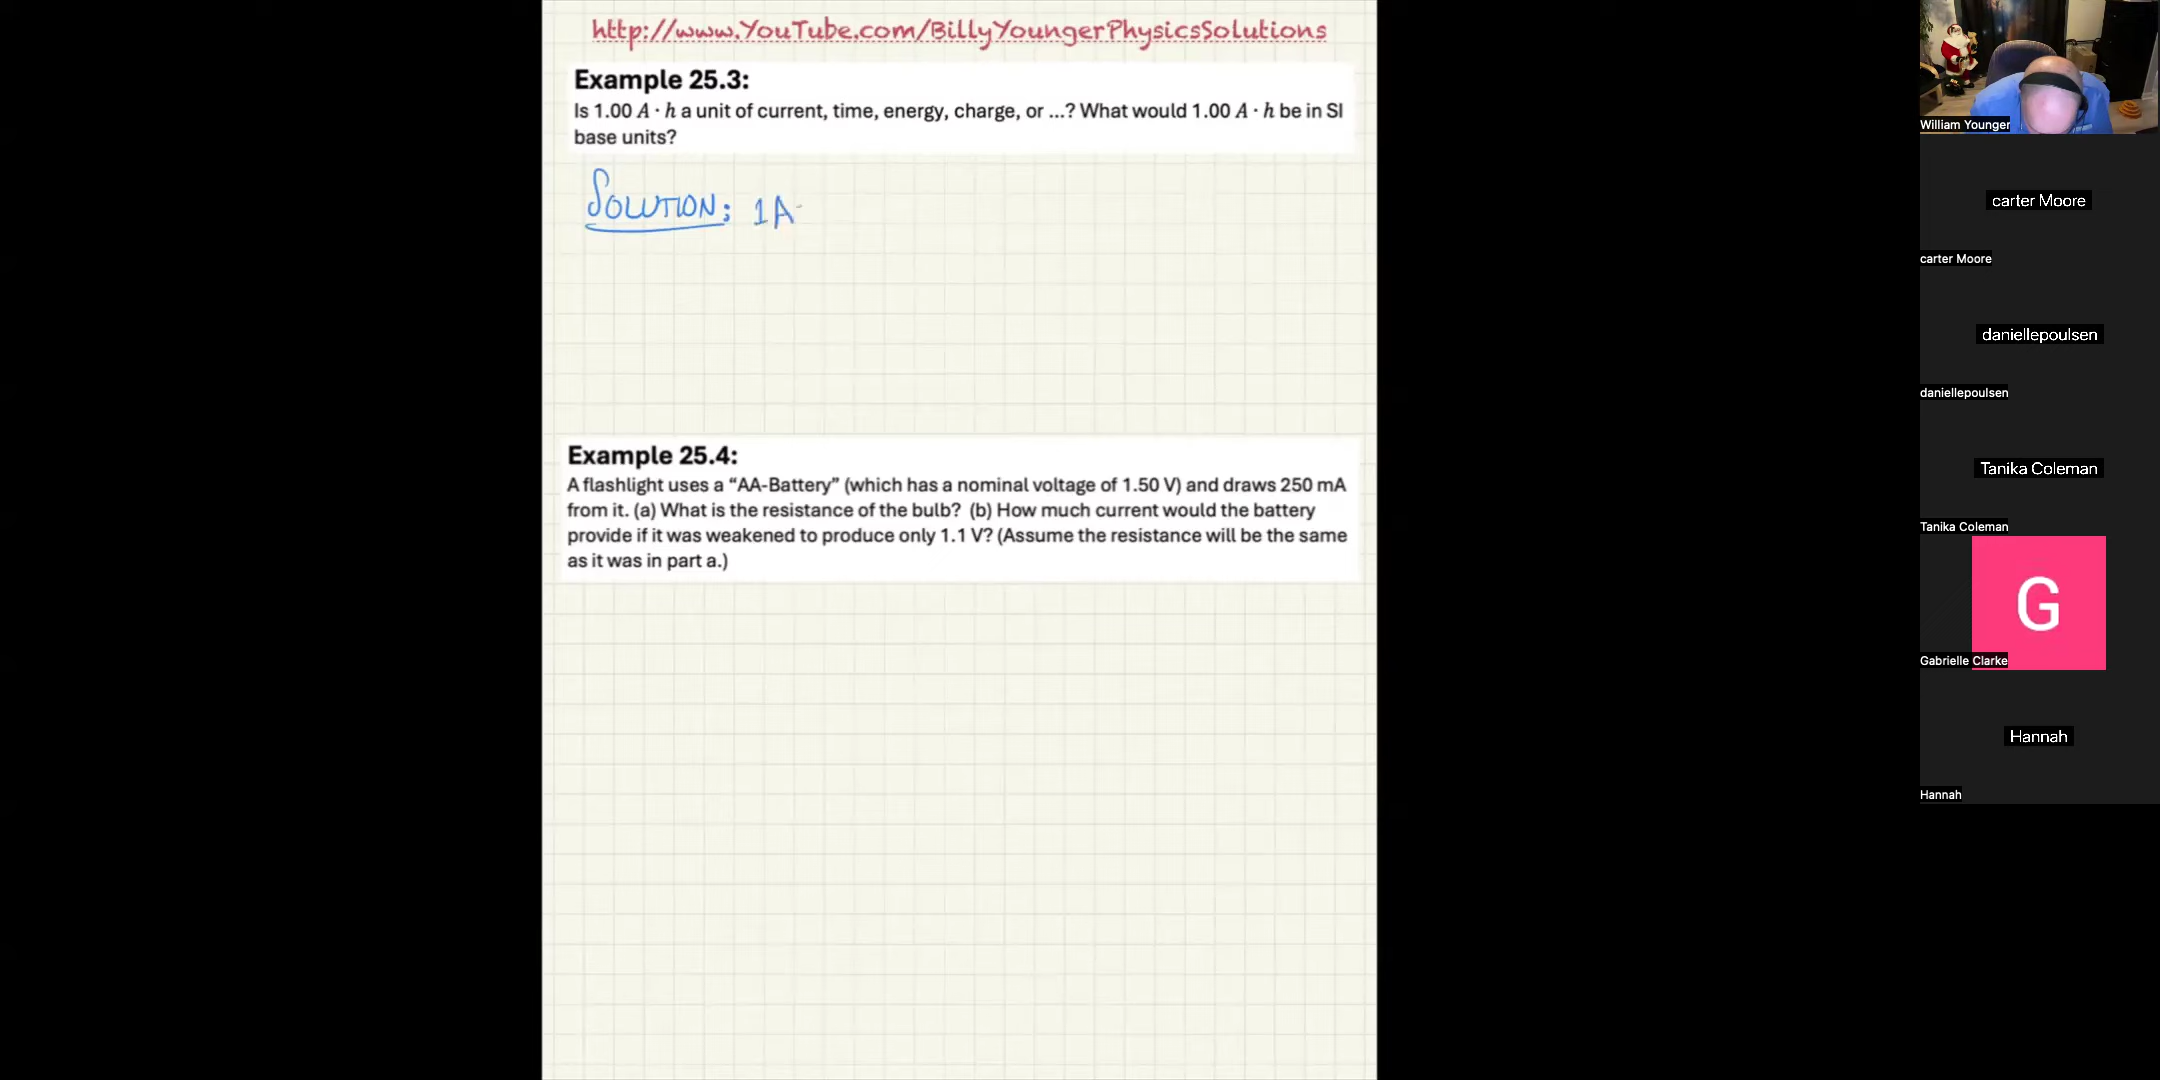 http://www.YouTube.com/BillyYoungerPhysicsSolutions
Example 25.3:
Is 1.00 A · h a unit of current, time, energy, charge, or ...? What would 1.00 A · h be in SI
base units?
SOLUTION: 1A
Example 25.4:
A flashlight uses a “AA-Battery” (which has a nominal voltage of 1.50 V) and draws 250 mA
from it. (a) What is the resistance of the bulb? (b) How much current would the battery
provide if it was weakened to produce only 1.1 V? (Assume the resistance will be the same
as it was in part a.)
William Younger
carter Moore
carter Moore
daniellepoulsen
daniellepoulsen
Tanika Coleman
Tanika Coleman
G
Gabrielle Clarke
Hannah
Hannah